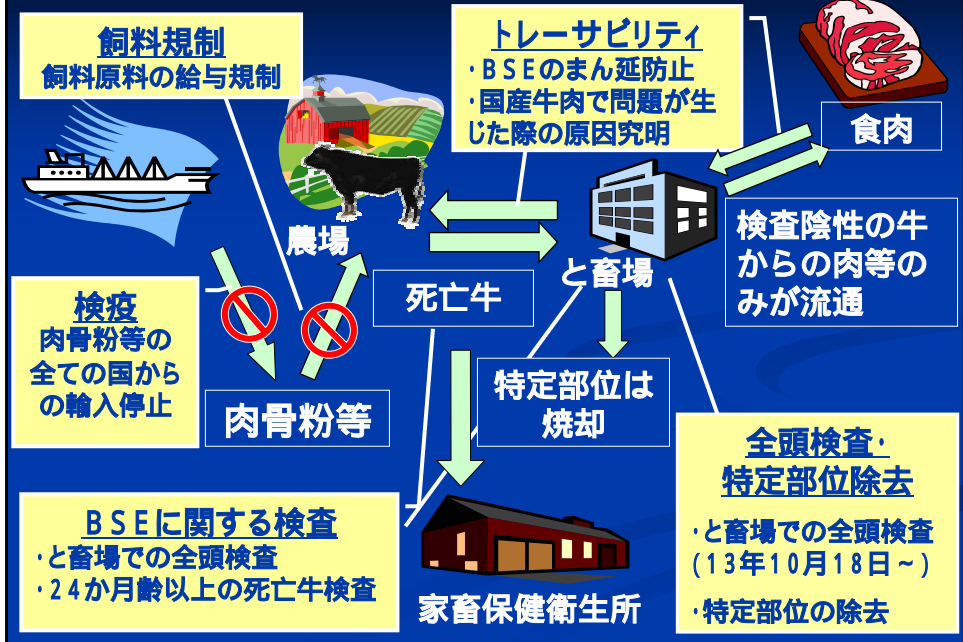 飼料規制
飼料原料の給与規制
トレーサビリティ
・BSEのまん延防止
・国産牛肉で問題が生
じた際の原因究明
食肉
農場
と畜場
検査陰性の牛
からの肉等の
みが流通
検疫
肉骨粉等の
全ての国から
の輸入停止
死亡牛
肉骨粉等
特定部位は
焼却
全頭検査・
特定部位除去
・と畜場での全頭検査
(13年10月18日～)
・特定部位の除去
BSEに関する検査
・と畜場での全頭検査
・24か月齢以上の死亡牛検査
家畜保健衛生所